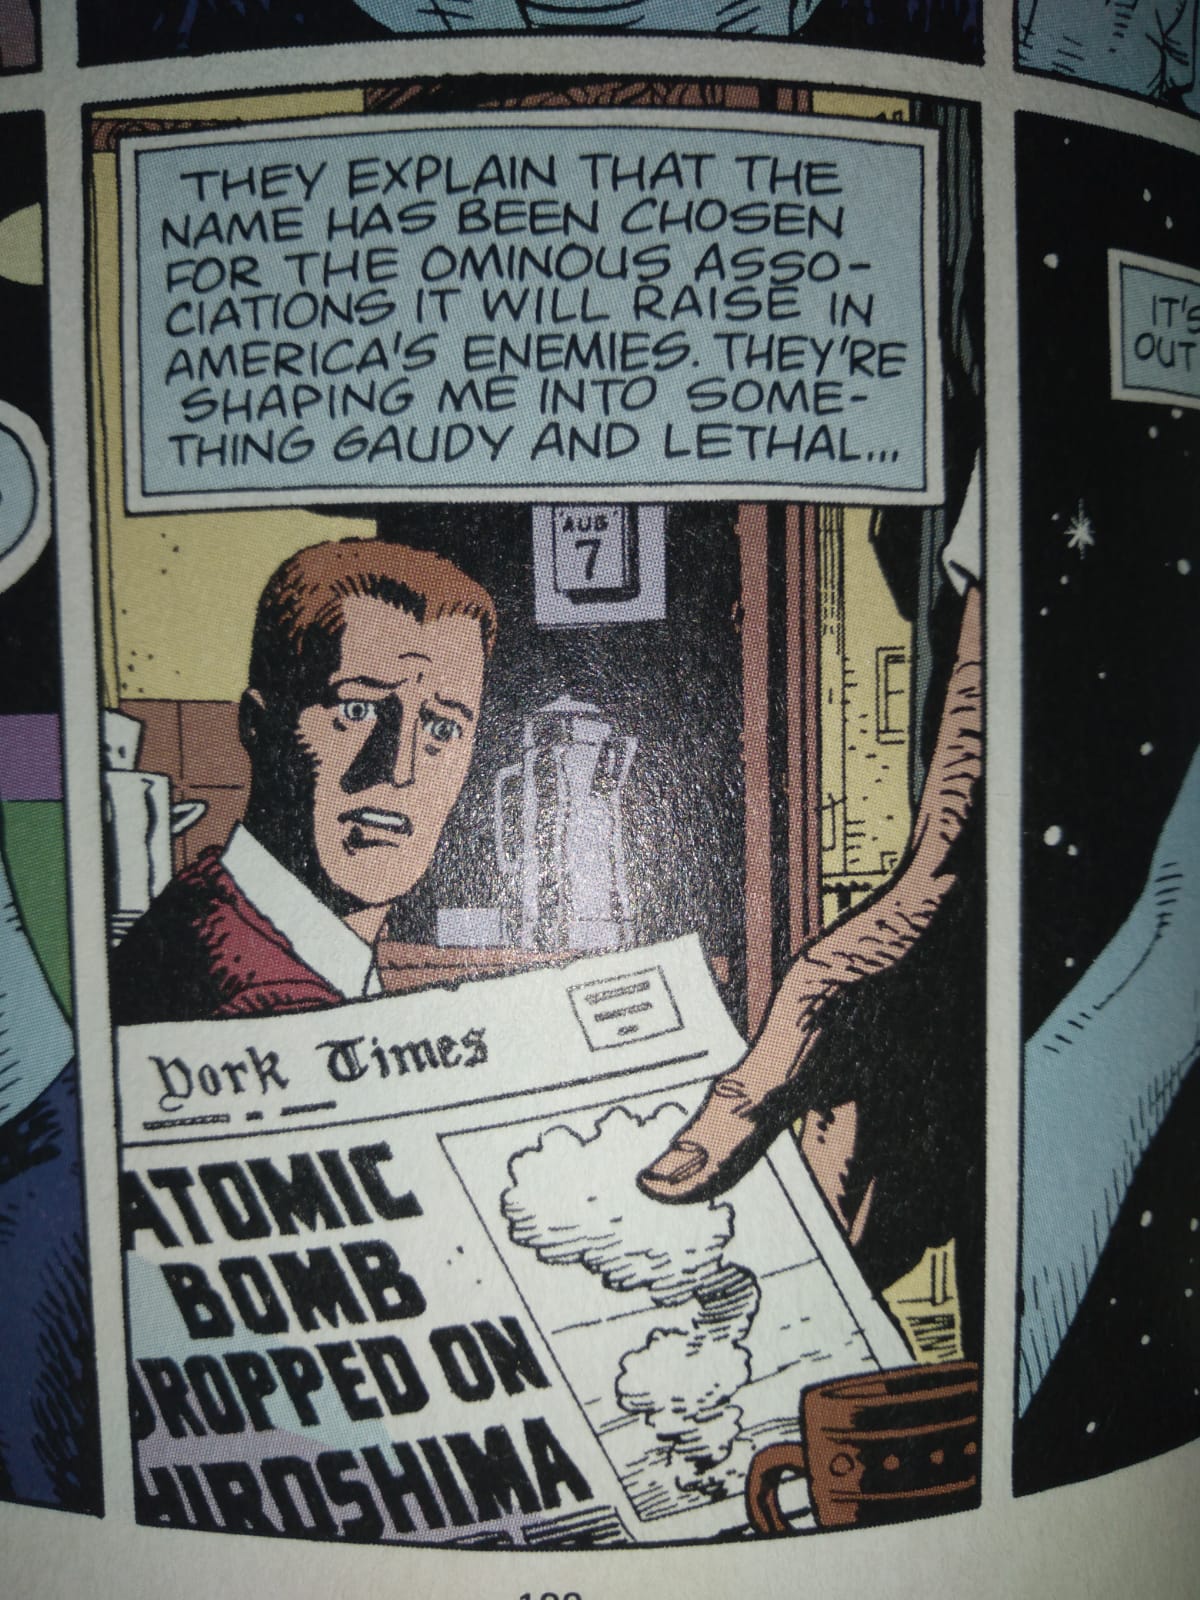 THEY EXPLAIN THAT THE
NAME HAS BEEN CHOSEN
FOR THE OMINOUS ASSO-
CIATIONS IT WILL RAISE IN
AMERICA'S ENEMIES. THEY'RE
SHAPING ME INTO SOME-
THING GAUDY AND LETHAL...
IT'S
OUT
AUG
7
York Times
ATOMIC
BOMB
DROPPED ON
HIROSHIMA